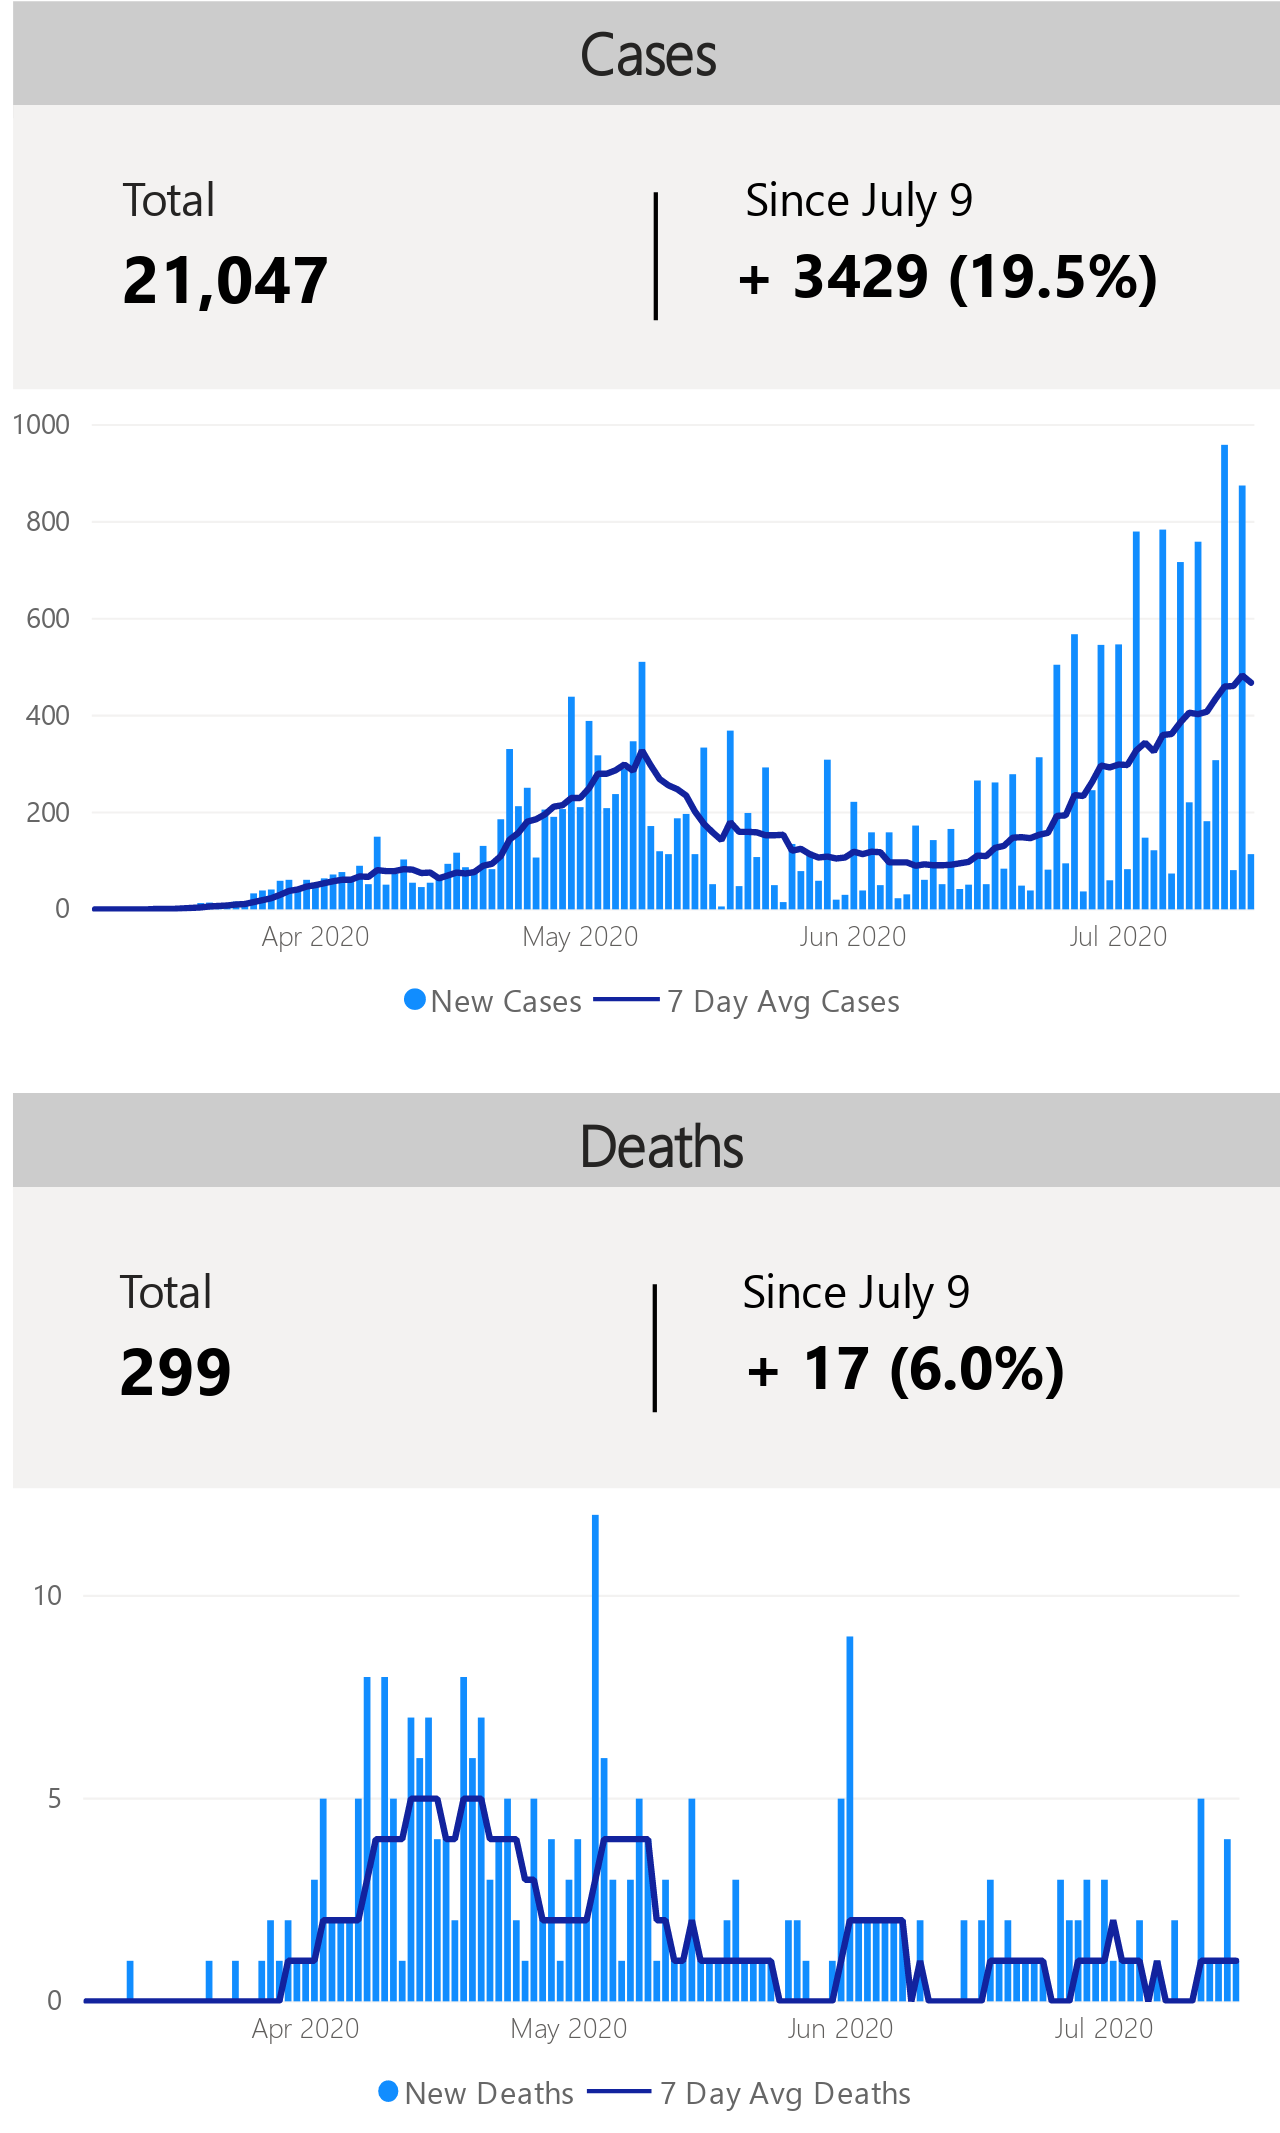 Cases
Total
Since July 9
21,047
+ 3429 (19.5%)
1000
800
600
400
200
0
Apr 2020
May 2020
Jun 2020
Jul 2020
New Cases
7 Day Avg Cases
Deaths
Total
Since July 9
299
+ 17 (6.0%)
10
5
0
Apr 2020
May 2020
Jun 2020
Jul 2020
New Deaths
7 Day Avg Deaths